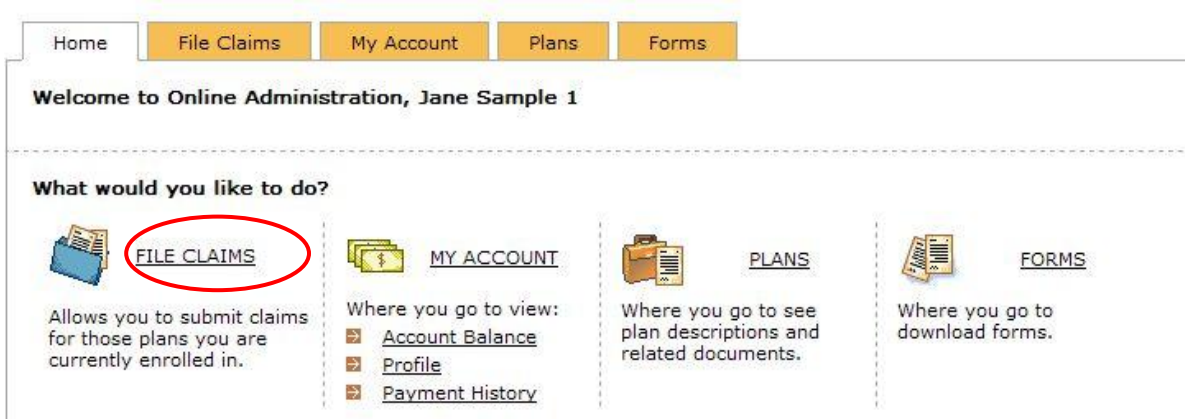 Home
File Claims
My Account
Plans
Forms
Welcome to Online Administration, Jane Sample 1
What would you like to do?
FILE CLAIMS
Allows you to submit claims
for those plans you are
currently enrolled in.
MY ACCOUNT
Where you go to view:
Account Balance
Profile
Payment History
PLANS
Where you go to see
plan descriptions and
related documents.
FORMS
Where you go to
download forms.